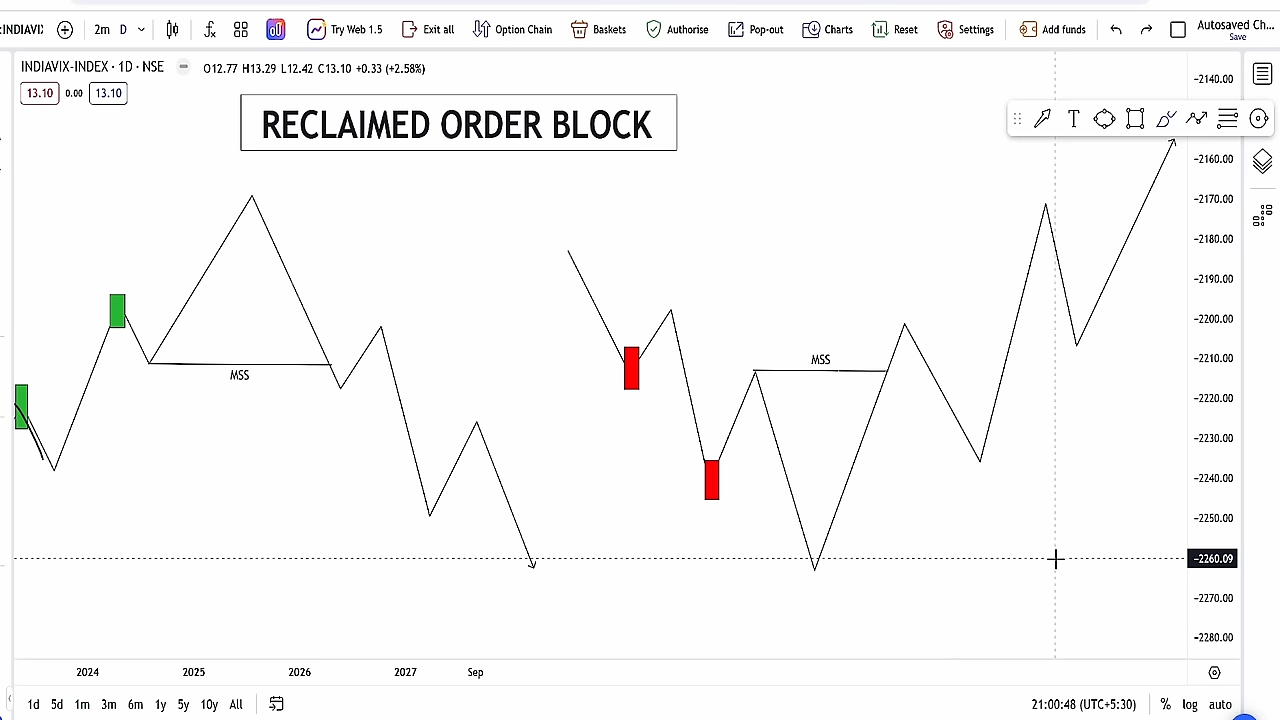 :INDIAVIX 2m D Try Web 1.5 Exit all Option Chain Baskets Authorise Pop-out Charts Reset Settings Add funds Autosaved Ch...
Save
INDIAVIX-INDEX · 1D · NSE O12.77 H13.29 L12.42 C13.10 +0.33 (+2.58%)
13.10 0.00 13.10
RECLAIMED ORDER BLOCK
MSS
MSS
-2140.00
-2160.00
-2170.00
-2180.00
-2190.00
-2200.00
-2210.00
-2220.00
-2230.00
-2240.00
-2250.00
-2260.09
-2270.00
-2280.00
2024 2025 2026 2027 Sep
1d 5d 1m 3m 6m 1y 5y 10y All 21:00:48 (UTC+5:30) % log auto